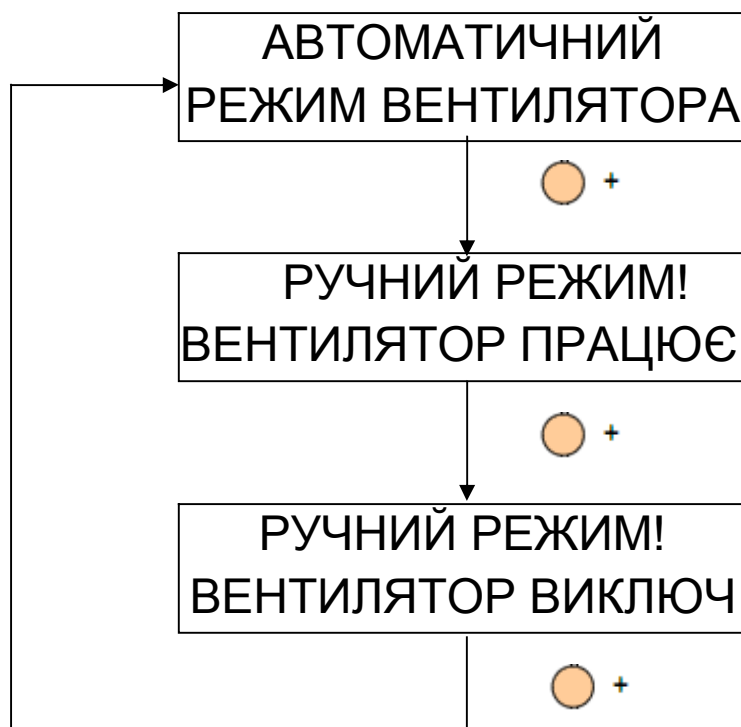 АВТОМАТИЧНИЙ
РЕЖИМ ВЕНТИЛЯТОРА
+
РУЧНИЙ РЕЖИМ!
ВЕНТИЛЯТОР ПРАЦЮЄ
+
РУЧНИЙ РЕЖИМ!
ВЕНТИЛЯТОР ВИКЛЮЧ
+